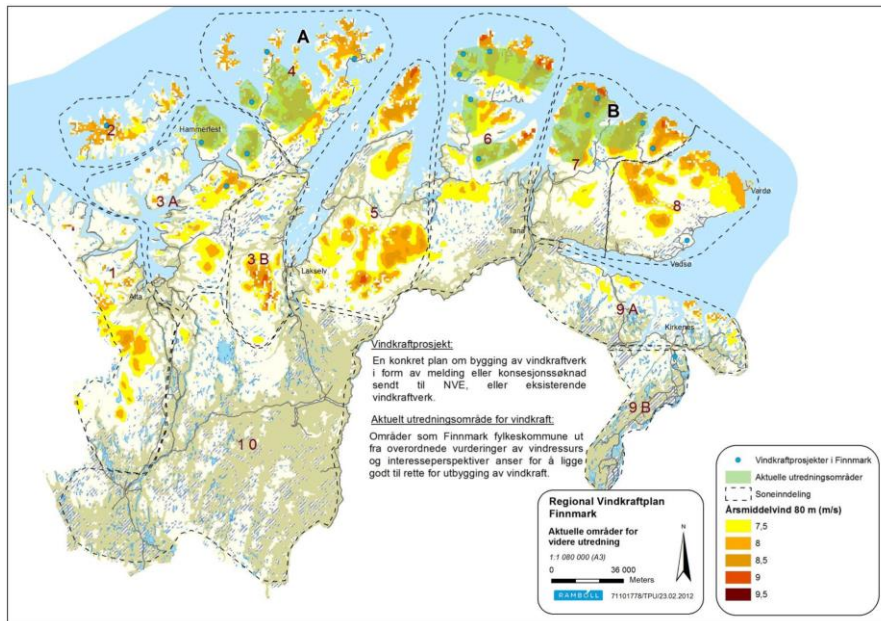 A
B
2
4
Hammerfest
3 A
6
7
8
Vardø
5
Tana
Vadsø
1
3 B
Lakselv
Alta
9 A
Kirkenes
9 B
10
Vindkraftprosjekt:
En konkret plan om bygging av vindkraftverk
i form av melding eller konsesjonssøknad
sendt til NVE, eller eksisterende
vindkraftverk.
Aktuelt utredningsområde for vindkraft:
Områder som Finnmark fylkeskommune ut
fra overordnede vurderinger av vindressurs
og interesseperspektiver anser for å ligge
godt til rette for utbygging av vindkraft.
Regional Vindkraftplan
Finnmark
Aktuelle områder for
videre utredning
1:1 080 000 (A3)
0 36 000
Meters
N
RAMBOLL 71101778/TPU/23.02.2012
Vindkraftprosjekter i Finnmark
Aktuelle utredningsområder
Soneinndeling
Årsmiddelvind 80 m (m/s)
7,5
8
8,5
9
9,5